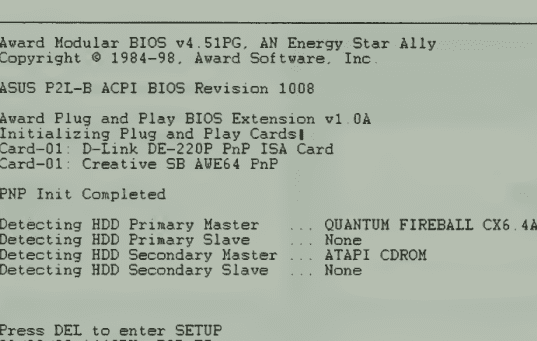 Award Modular BIOS v4.51PG, AN Energy Star Ally
Copyright © 1984-98, Award Software, Inc.
ASUS P2L-B ACPI BIOS Revision 1008
Award Plug and Play BIOS Extension v1.0A
Initializing Plug and Play Cards
Card-01: D-Link DE-220P PnP ISA Card
Card-01: Creative SB AWE64 PnP
PNP Init Completed
Detecting HDD Primary Master ... QUANTUM FIREBALL CX6.4A
Detecting HDD Primary Slave ... None
Detecting HDD Secondary Master ... ATAPI CDROM
Detecting HDD Secondary Slave ... None
Press DEL to enter SETUP